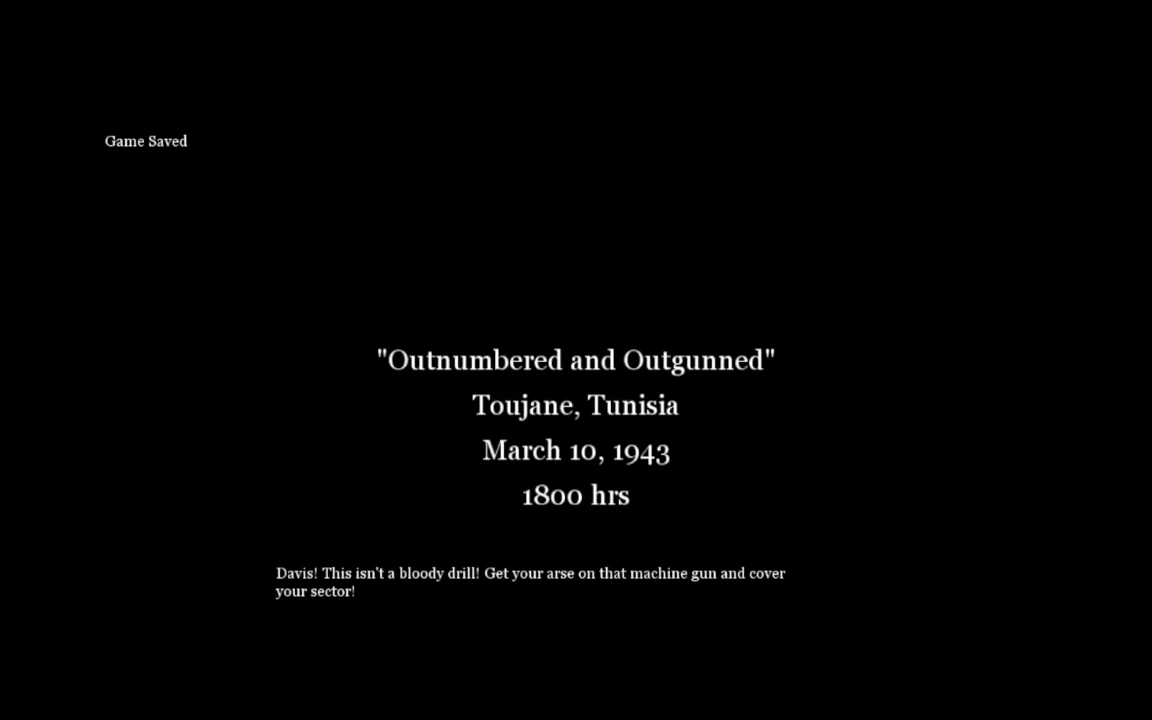 Game Saved
"Outnumbered and Outgunned"
Toujane, Tunisia
March 10, 1943
1800 hrs
Davis! This isn't a bloody drill! Get your arse on that machine gun and cover
your sector!